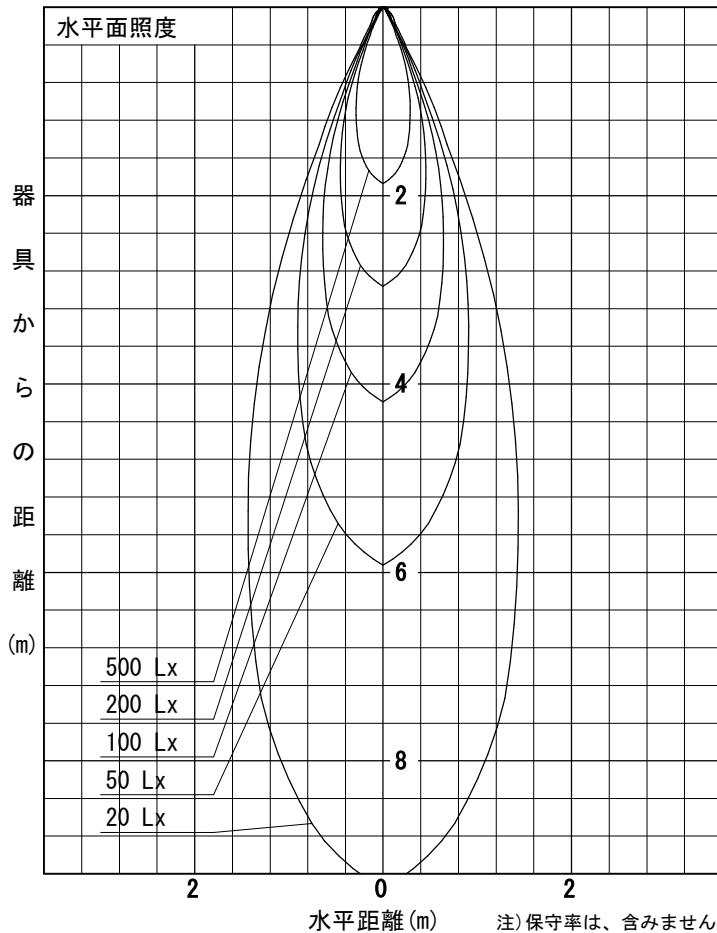 水平面照度
器具からの距離(m)
2
4
6
8
500 Lx
200 Lx
100 Lx
50 Lx
20 Lx
2
0
2
水平距離(m)
注)保守率は、含みません